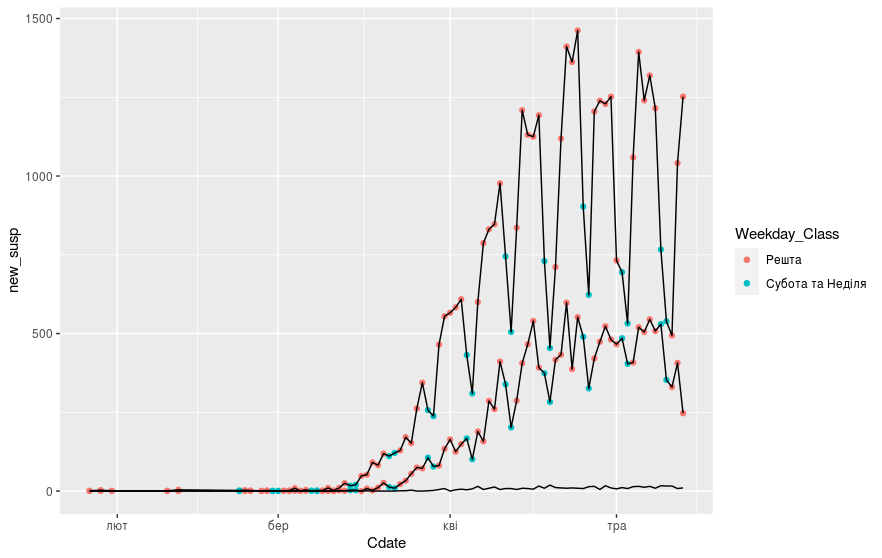 1500
1000
500
0
new_susp
лют
бер
кві
тра
Cdate
Weekday_Class
Решта
Субота та Неділя